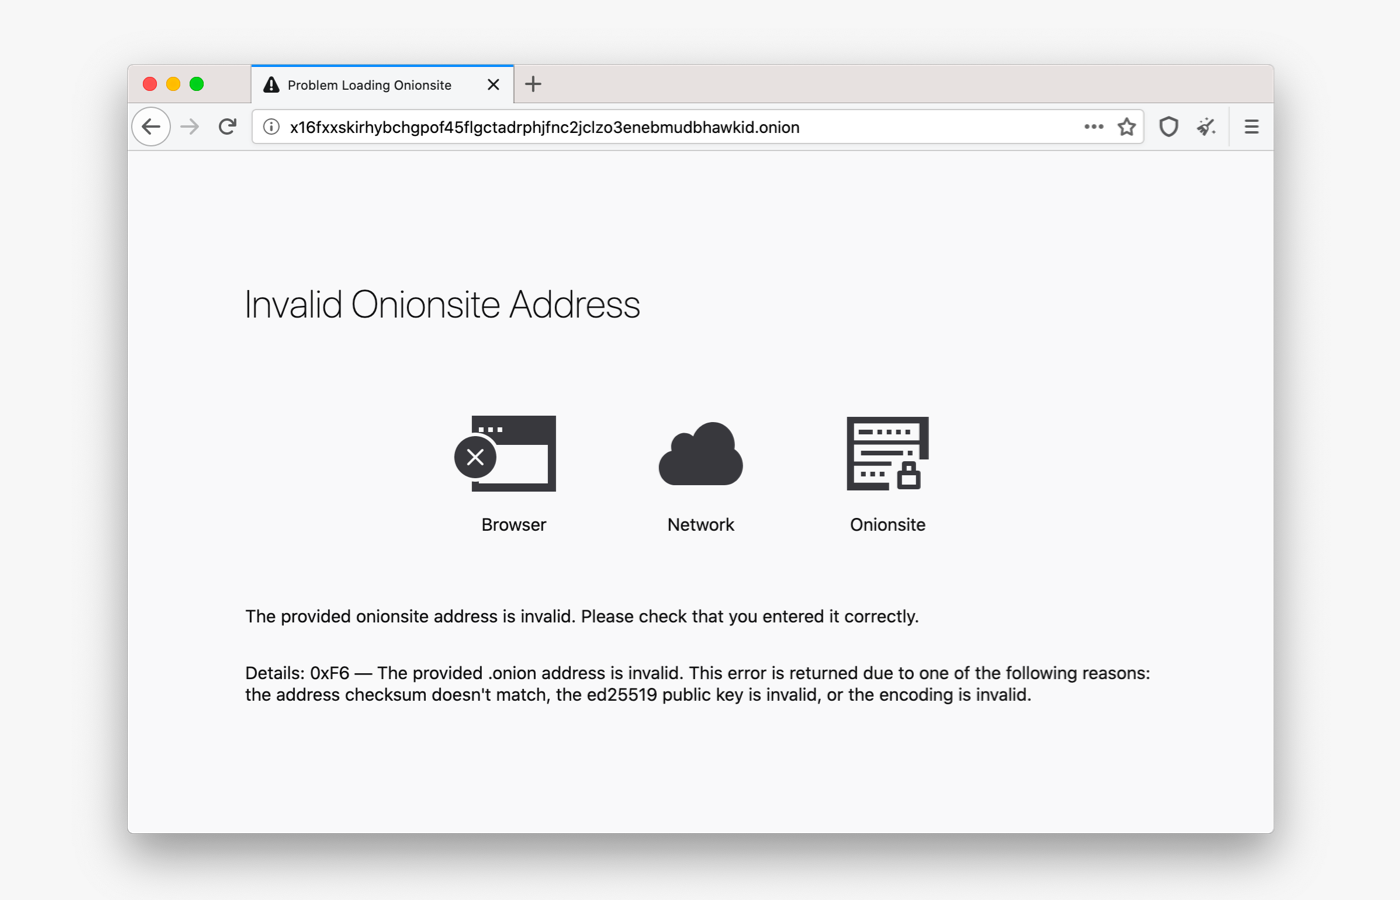 Problem Loading Onionsite
x16fxxskirhybchgpof45flgctadrphjfnc2jclzo3enebmudbhawkid.onion
Invalid Onionsite Address
Browser
Network
Onionsite
The provided onionsite address is invalid. Please check that you entered it correctly.
Details: 0xF6 — The provided .onion address is invalid. This error is returned due to one of the following reasons:
the address checksum doesn't match, the ed25519 public key is invalid, or the encoding is invalid.